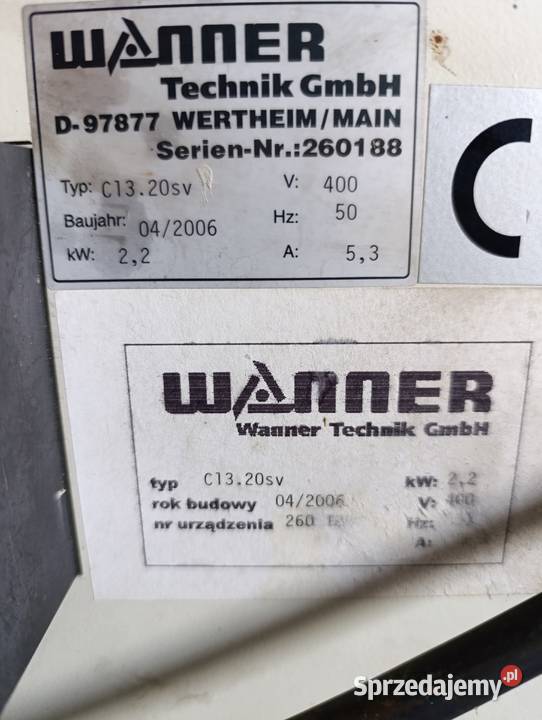 WANNER
Technik GmbH
D-97877 WERTHEIM/MAIN
Serien-Nr.:260188
Typ: C13.20sv V: 400
Baujahr: 04/2006 Hz: 50
kW: 2,2 A: 5,3
WANNER
Wanner Technik GmbH
typ C13.20sv kW: 2,2
rok budowy 04/2006 V: 400
nr urządzenia 260 Hz:
A:
Sprzedajemy.pl